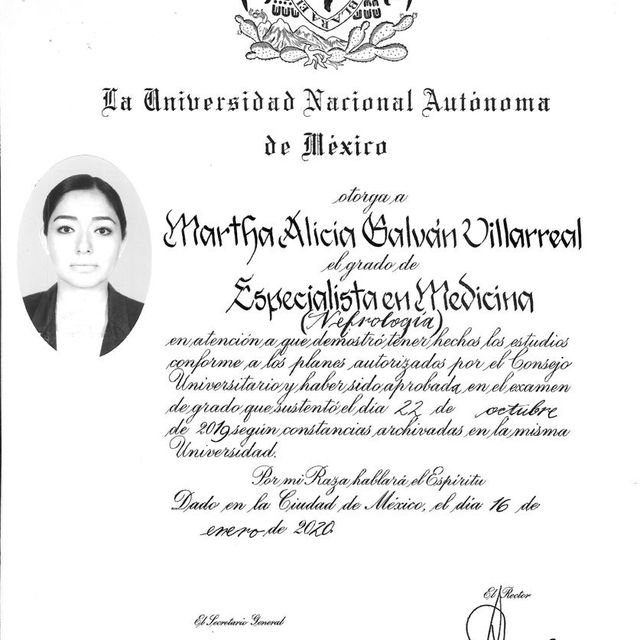 La Universidad Nacional Autónoma
de México
otorga a
Martha Alicia Galván Villarreal
el grado de
Especialista en Medicina
(Nefrología)
en atención a que demostró tener hechos los estudios
conforme a los planes autorizados por el Consejo
Universitario y haber sido aprobada en el examen
de grado que sustentó el día 22 de octubre
de 2019 según constancias archivadas en la misma
Universidad.
Por mi Raza hablará el Espíritu
Dado en la Ciudad de México, el día 16 de
enero de 2020.
El Rector
El Secretario General